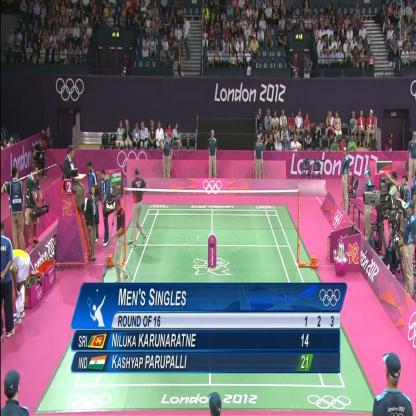 London 2012
London 2012
MEN'S SINGLES
ROUND OF 16 1 2 3
SRI NILUKA KARUNARATNE 14
IND KASHYAP PARUPALLI 21
London 2012